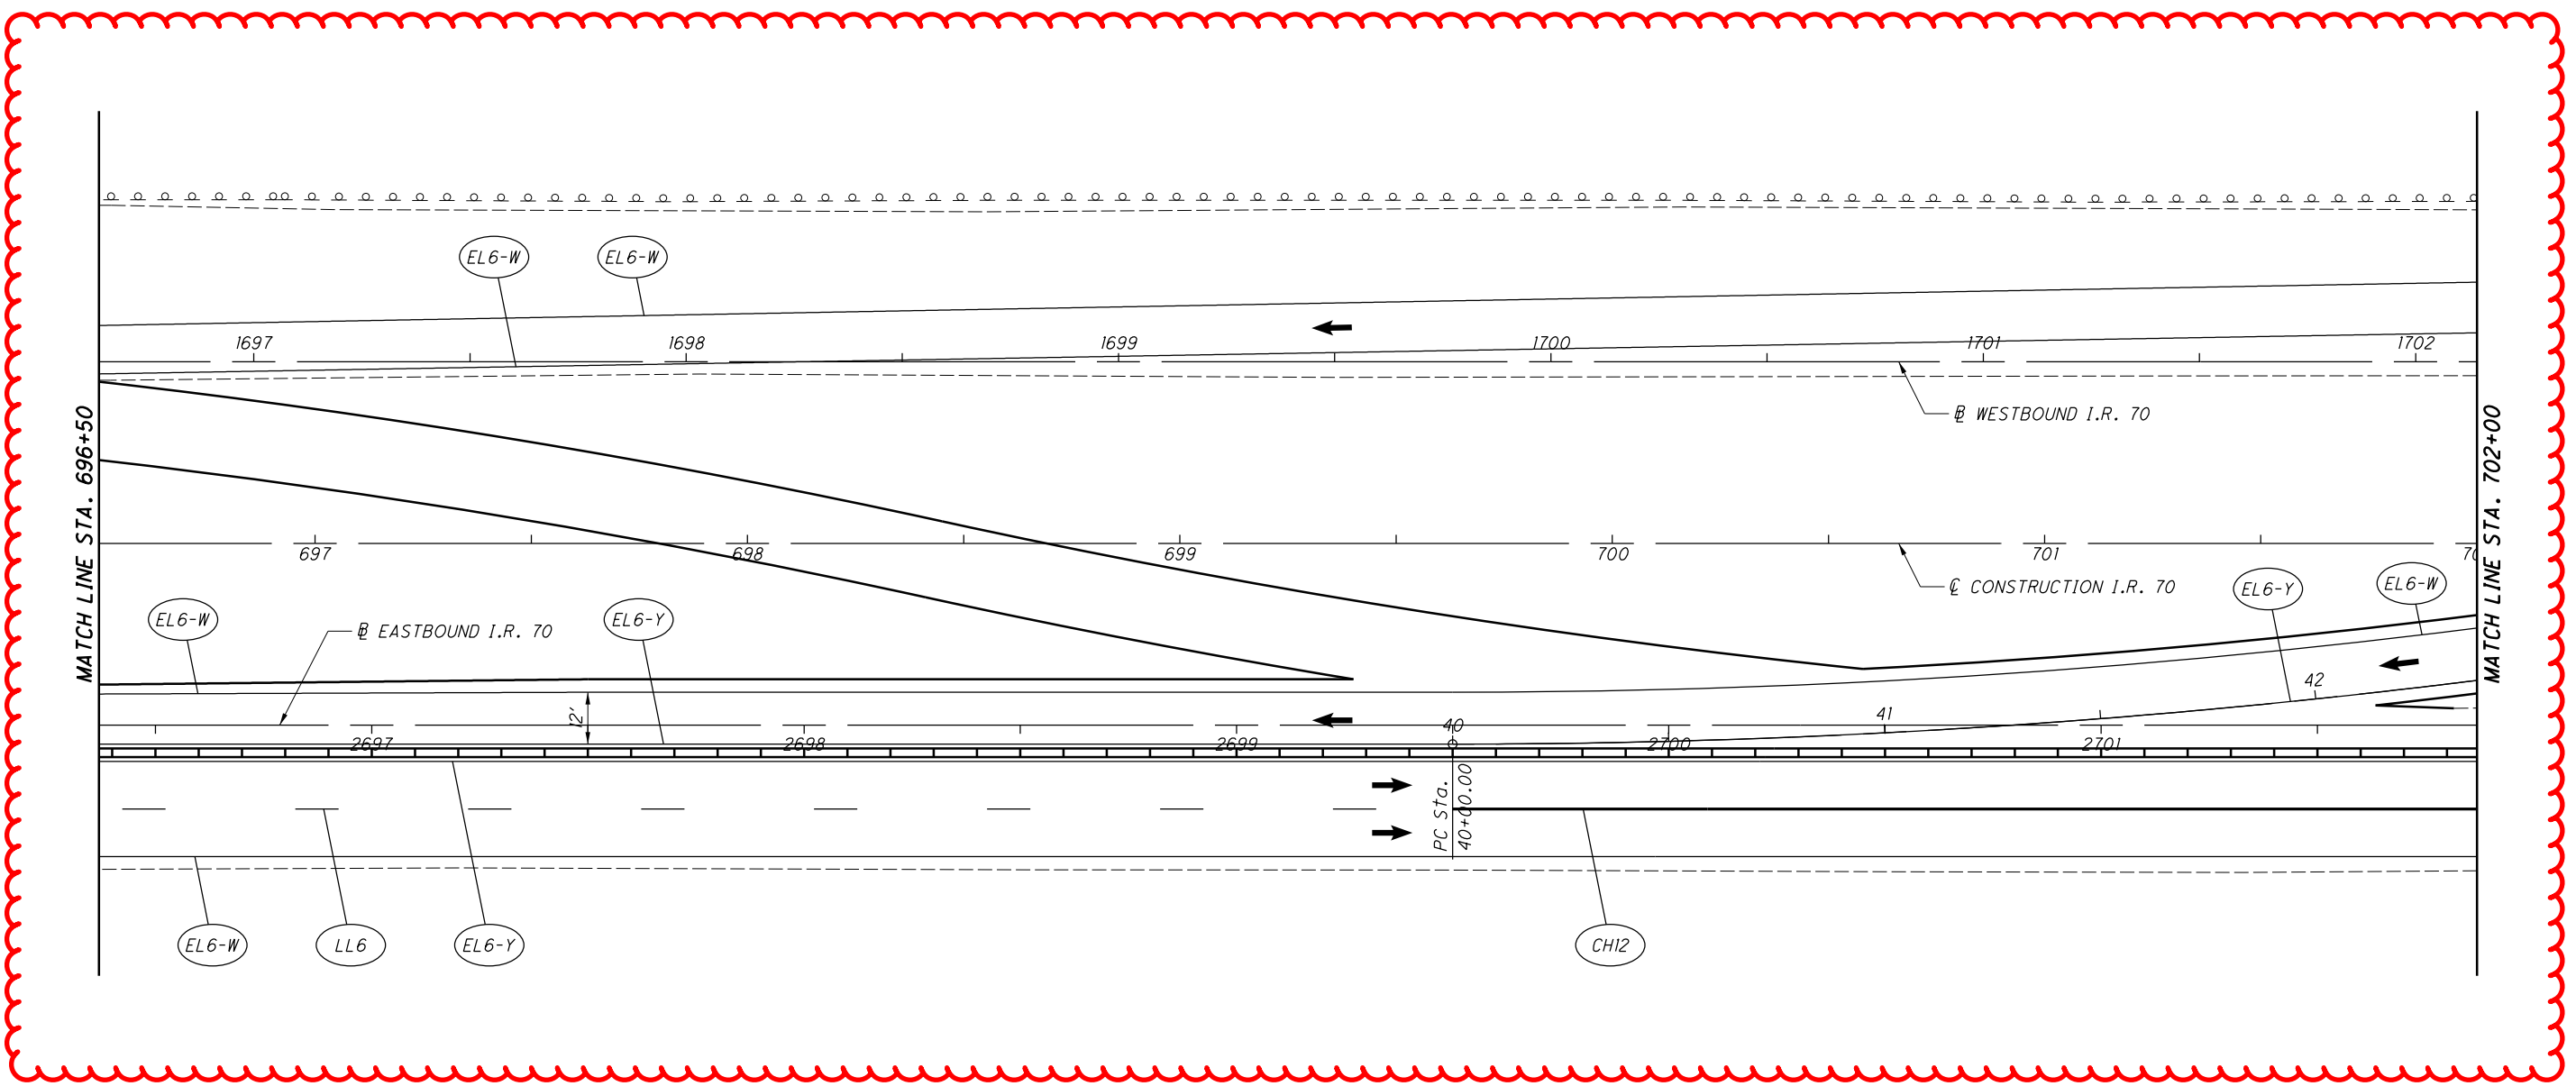 EL6-W
EL6-W
1697
1698
1699
1700
1701
1702
℄ WESTBOUND I.R. 70
MATCH LINE STA. 696+50
MATCH LINE STA. 702+00
697
698
699
700
701
℄ CONSTRUCTION I.R. 70
EL6-Y
EL6-W
EL6-W
℄ EASTBOUND I.R. 70
EL6-Y
42
12'
40
41
2697
2698
2699
2700
2701
PC Sta.
40+00.00
EL6-W
LL6
EL6-Y
CH12